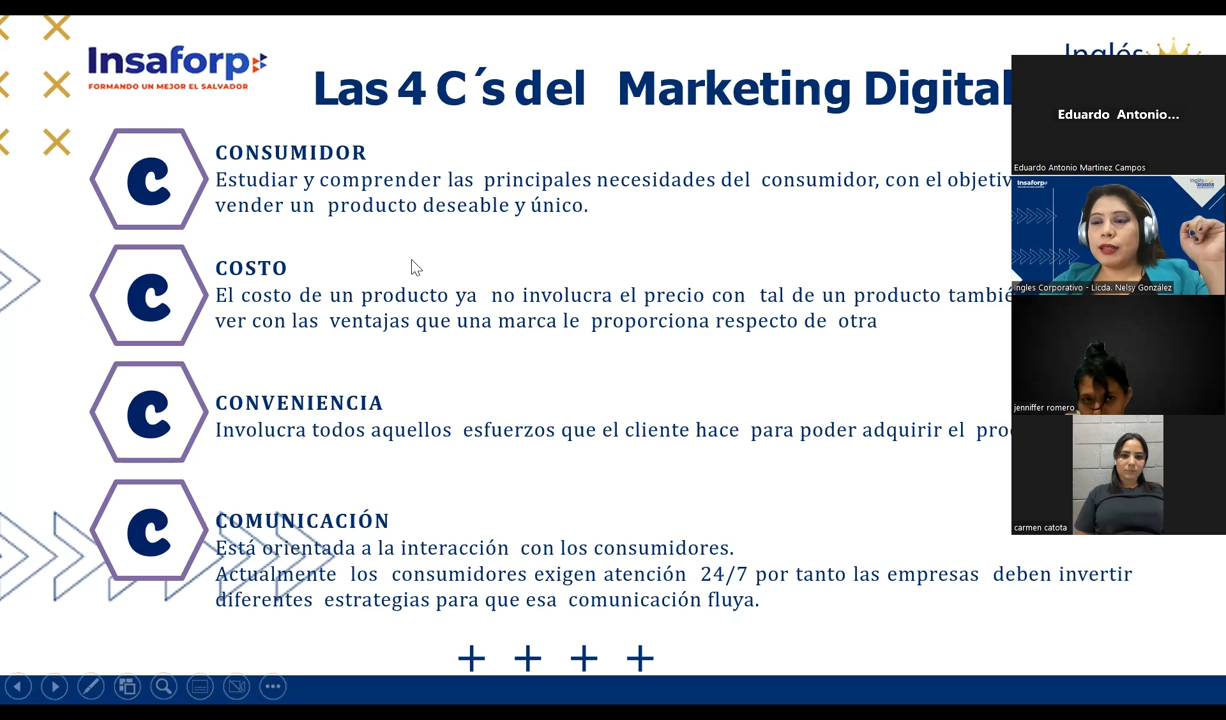 Insaforp
FORMANDO UN MEJOR EL SALVADOR
Inglés
Las 4 C´s del Marketing Digital
C
CONSUMIDOR
Estudiar y comprender las principales necesidades del consumidor, con el objetiv
vender un producto deseable y único.
C
COSTO
El costo de un producto ya no involucra el precio con tal de un producto tambié
ver con las ventajas que una marca le proporciona respecto de otra
C
CONVENIENCIA
Involucra todos aquellos esfuerzos que el cliente hace para poder adquirir el pro
C
COMUNICACIÓN
Está orientada a la interacción con los consumidores.
Actualmente los consumidores exigen atención 24/7 por tanto las empresas deben invertir
diferentes estrategias para que esa comunicación fluya.
Eduardo Antonio...
Eduardo Antonio Martinez Campos
Insaforp
Ingles Corporativo - Licda. Nelsy González
jenniffer romero
carmen catota